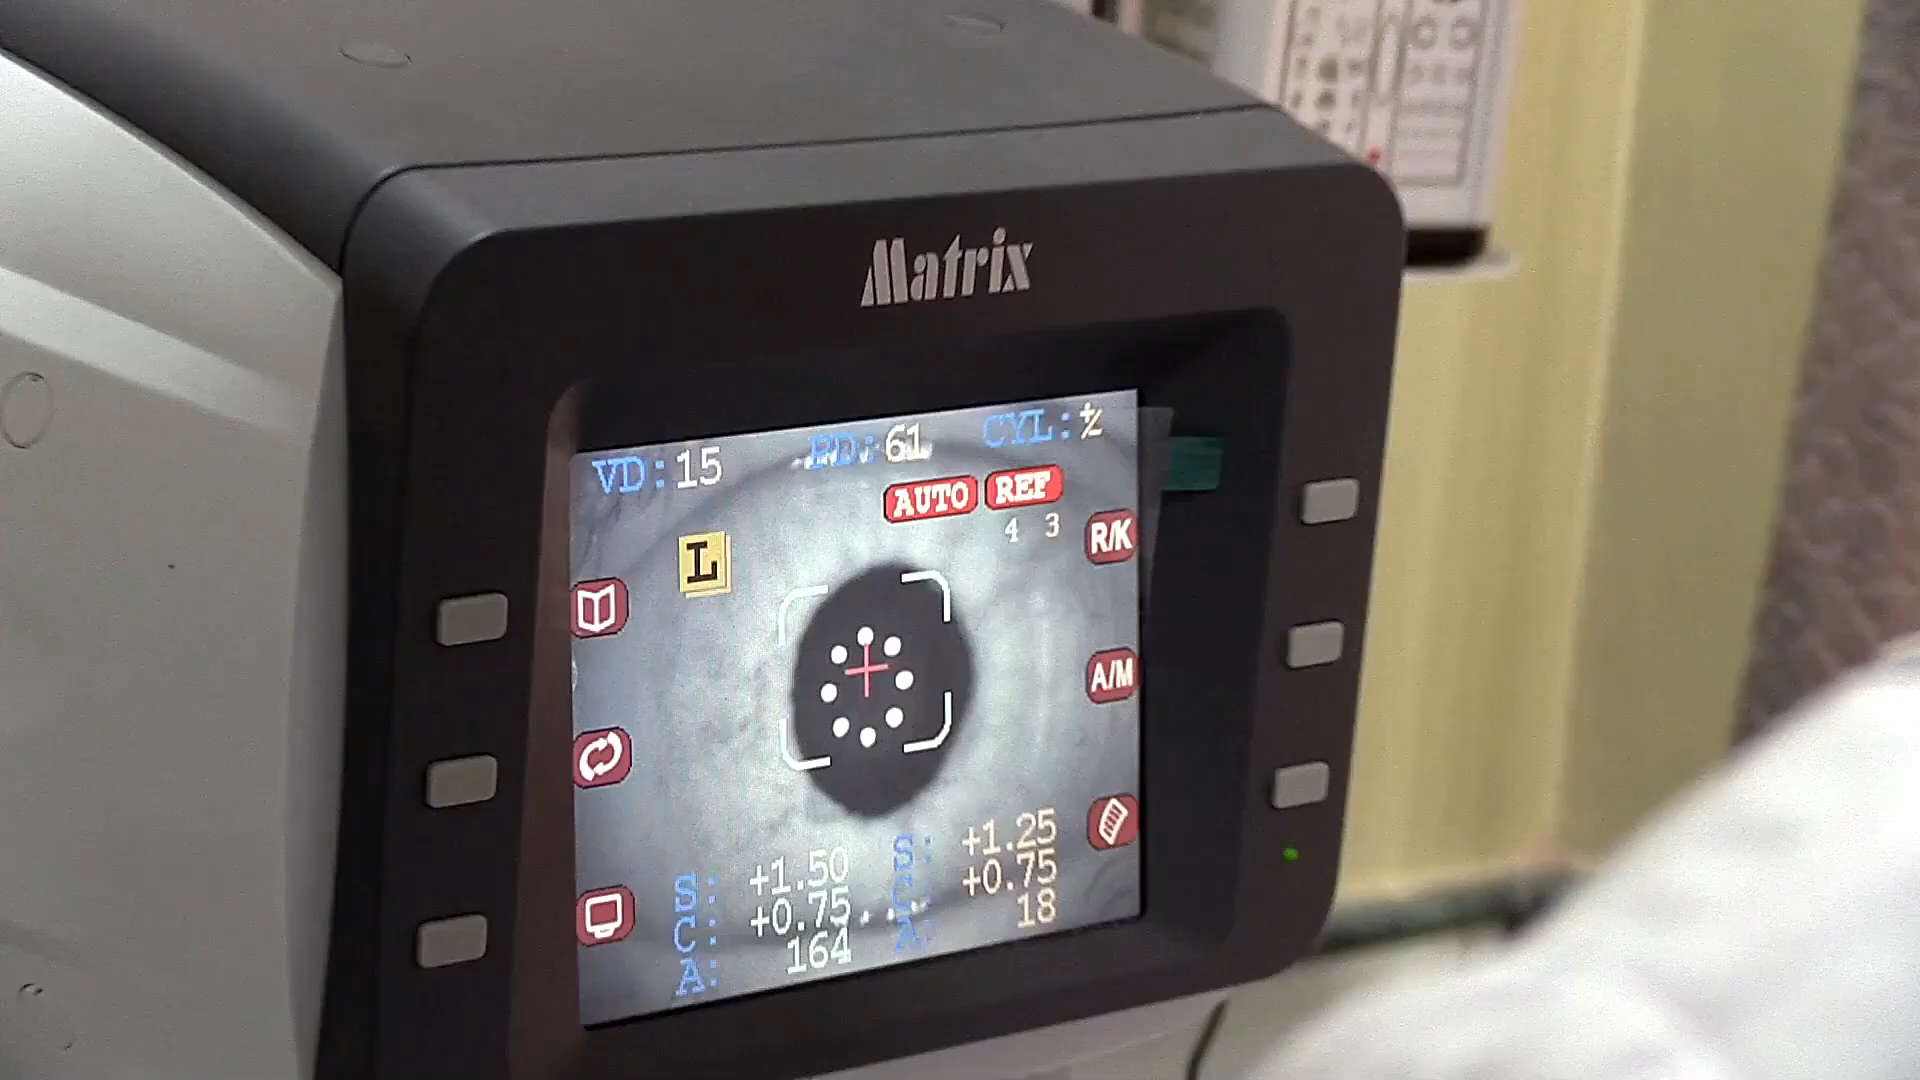 Matrix
VD:15 PD:61 CYL:±
AUTO REF
4 3
L
R/K
A/M
S: +1.50 S: +1.25
C: +0.75 C: +0.75
A: 164 A: 18